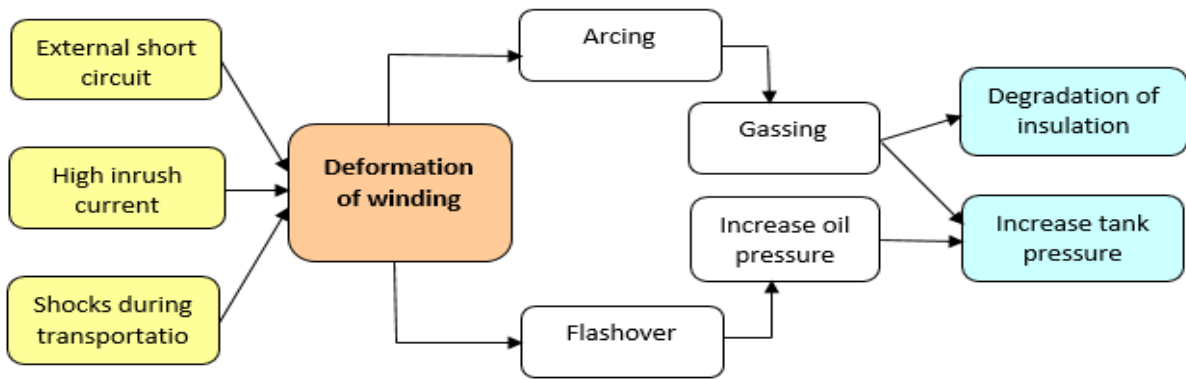 External short
circuit
High inrush
current
Shocks during
transportatio
Deformation
of winding
Arcing
Gassing
Increase oil
pressure
Flashover
Degradation of
insulation
Increase tank
pressure